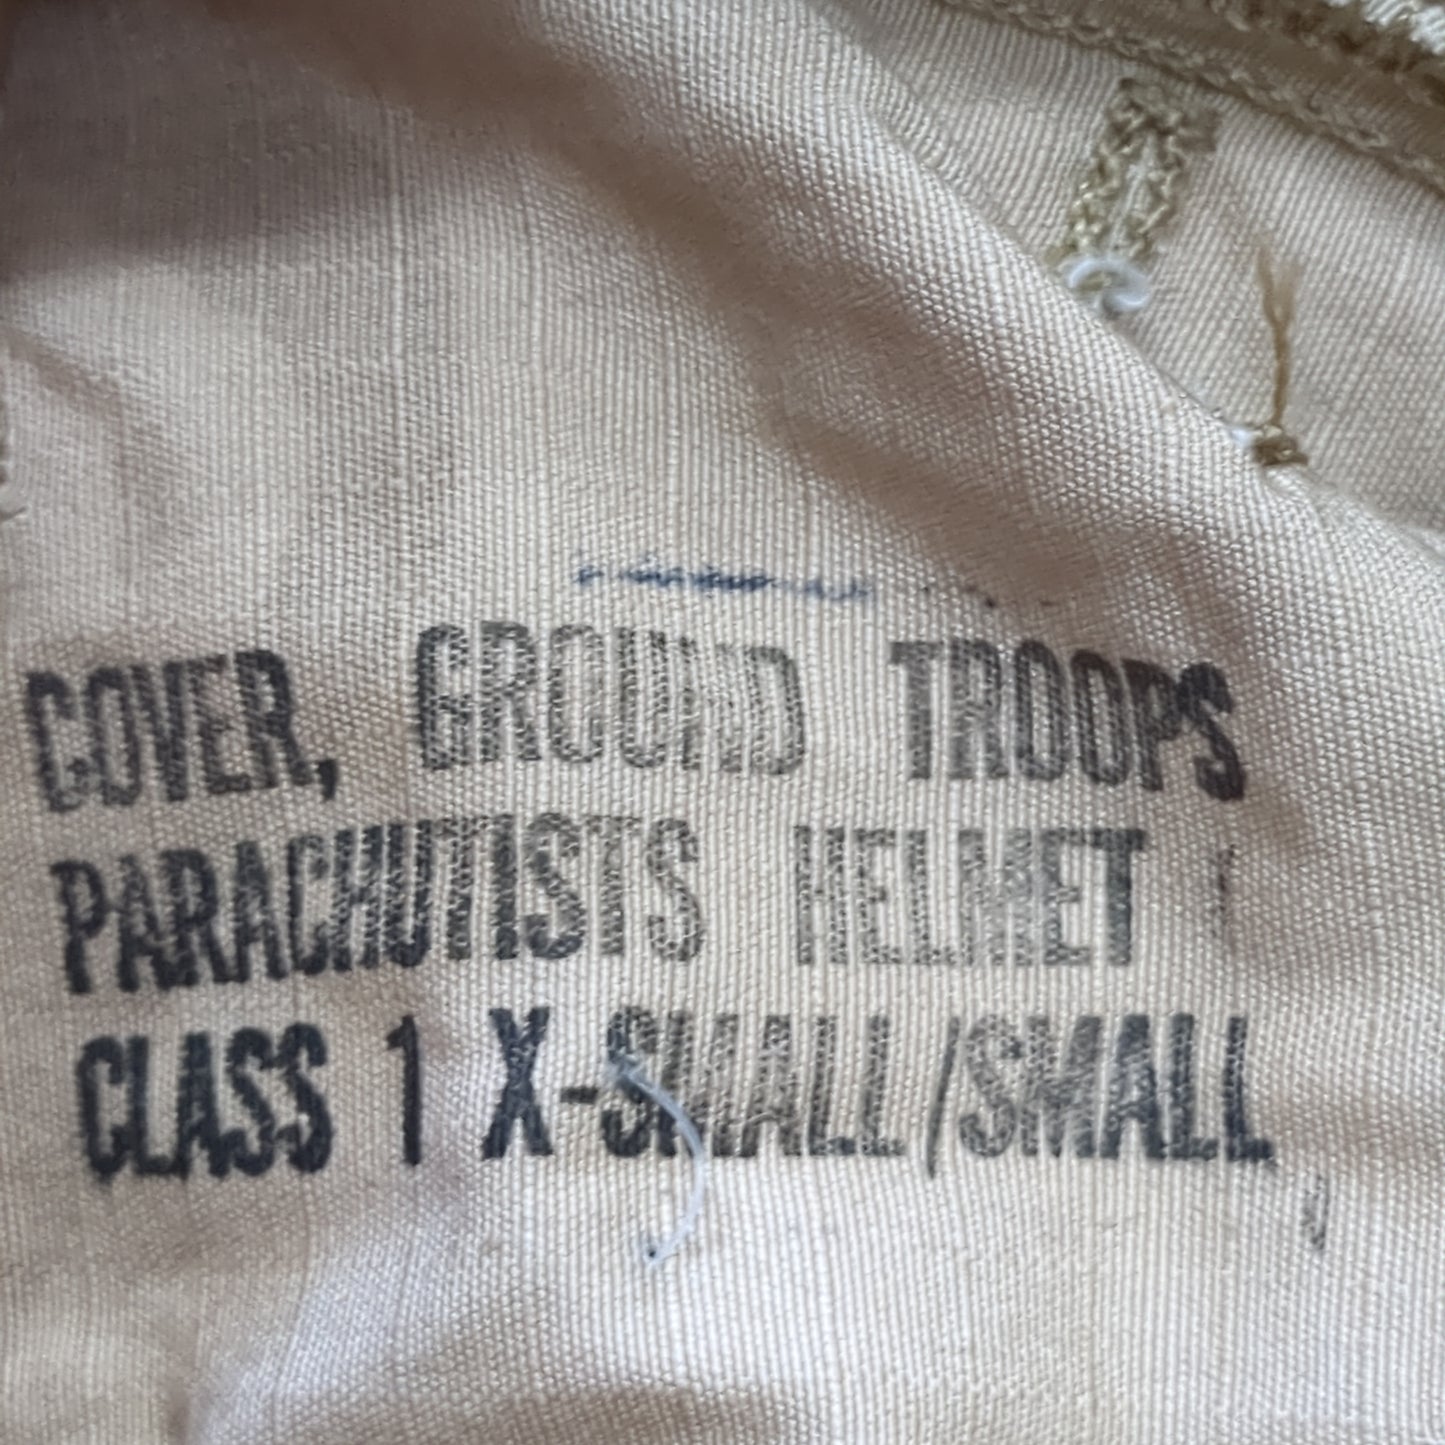 COVER, GROUND TROOPS
PARACHUTISTS HELMET
CLASS 1 X-SMALL/SMALL